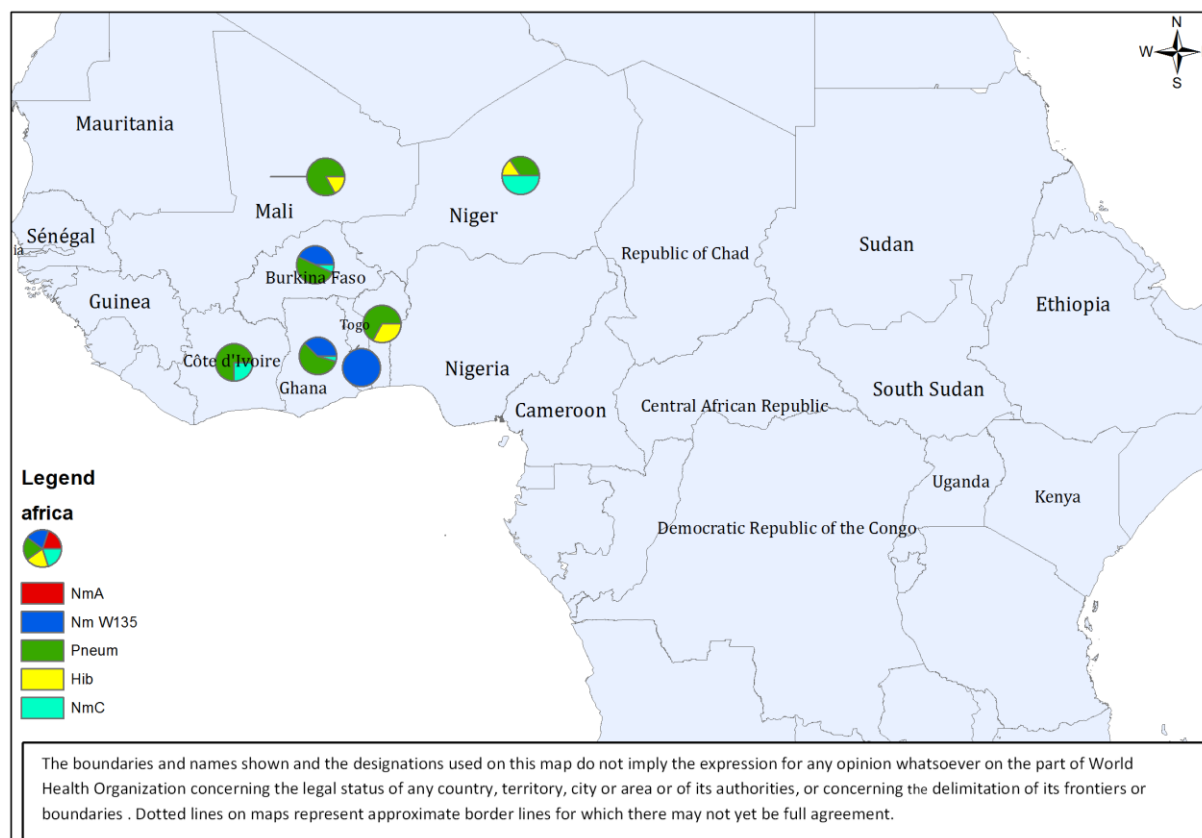 N
W
S
Mauritania
Mali
Niger
Sénégal
ia
Republic of Chad
Sudan
Burkina Faso
Guinea
Ethiopia
Togo
Côte d'Ivoire
Ghana
Nigeria
South Sudan
Cameroon
Central African Republic
Uganda
Kenya
Democratic Republic of the Congo
Legend
africa
NmA
Nm W135
Pneum
Hib
NmC
The boundaries and names shown and the designations used on this map do not imply the expression for any opinion whatsoever on the part of World
Health Organization concerning the legal status of any country, territory, city or area or of its authorities, or concerning the delimitation of its frontiers or
boundaries . Dotted lines on maps represent approximate border lines for which there may not yet be full agreement.